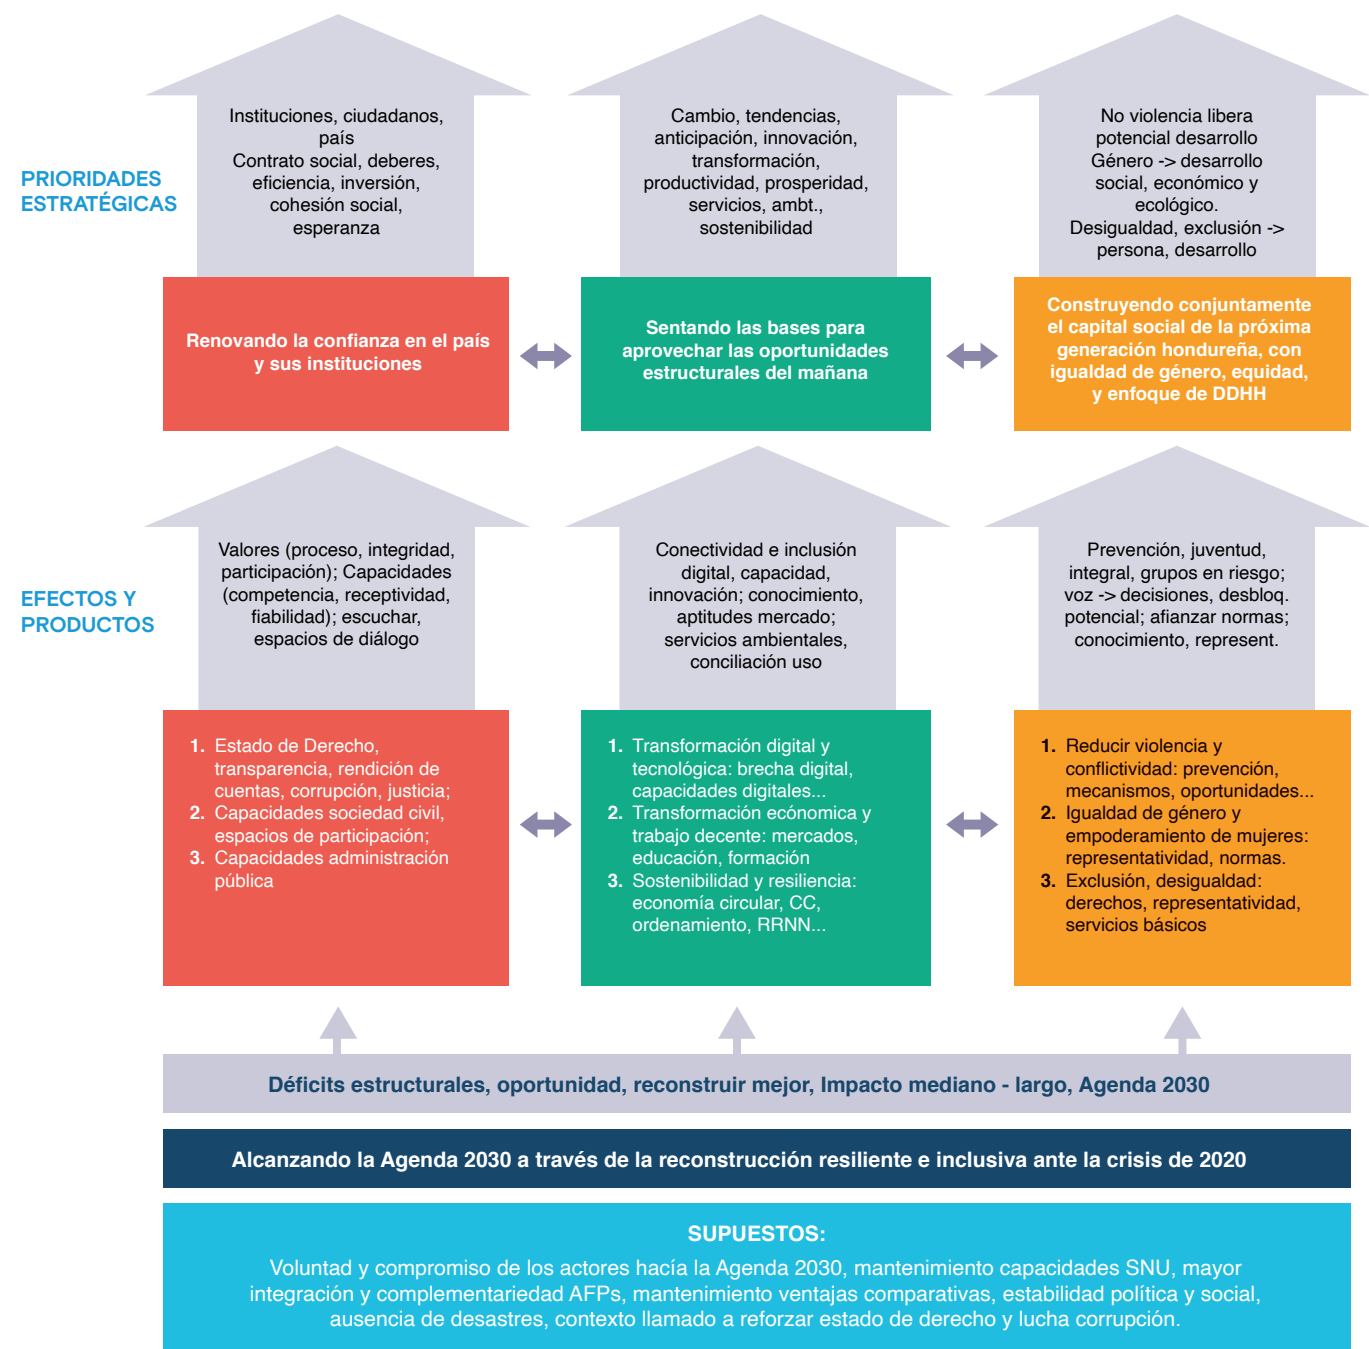 Instituciones, ciudadanos,
país
Contrato social, deberes,
eficiencia, inversión,
cohesión social,
esperanza
Cambio, tendencias,
anticipación, innovación,
transformación,
productividad, prosperidad,
servicios, ambt.,
sostenibilidad
No violencia libera
potencial desarrollo
Género -> desarrollo
social, económico y
ecológico.
Desigualdad, exclusión ->
persona, desarrollo
PRIORIDADES
ESTRATÉGICAS
Renovando la confianza en el país
y sus instituciones
Sentando las bases para
aprovechar las oportunidades
estructurales del mañana
Construyendo conjuntamente
el capital social de la próxima
generación hondureña, con
igualdad de género, equidad,
y enfoque de DDHH
Valores (proceso, integridad,
participación); Capacidades
(competencia, receptividad,
fiabilidad); escuchar,
espacios de diálogo
Conectividad e inclusión
digital, capacidad,
innovación; conocimiento,
aptitudes mercado;
servicios ambientales,
conciliación uso
Prevención, juventud,
integral, grupos en riesgo;
voz -> decisiones, desbloq.
potencial; afianzar normas;
conocimiento, represent.
EFECTOS Y
PRODUCTOS
1. Estado de Derecho,
transparencia, rendición de
cuentas, corrupción, justicia;
2. Capacidades sociedad civil,
espacios de participación;
3. Capacidades administración
pública
1. Transformación digital y
tecnológica: brecha digital,
capacidades digitales...
2. Transformación ecónomica y
trabajo decente: mercados,
educación, formación
3. Sostenibilidad y resiliencia:
economía circular, CC,
ordenamiento, RRNN...
1. Reducir violencia y
conflictividad: prevención,
mecanismos, oportunidades...
2. Igualdad de género y
empoderamiento de mujeres:
representatividad, normas.
3. Exclusión, desigualdad:
derechos, representatividad,
servicios básicos
Déficits estructurales, oportunidad, reconstruir mejor, Impacto mediano - largo, Agenda 2030
Alcanzando la Agenda 2030 a través de la reconstrucción resiliente e inclusiva ante la crisis de 2020
SUPUESTOS:
Voluntad y compromiso de los actores hacía la Agenda 2030, mantenimiento capacidades SNU, mayor
integración y complementariedad AFPs, mantenimiento ventajas comparativas, estabilidad política y social,
ausencia de desastres, contexto llamado a reforzar estado de derecho y lucha corrupción.